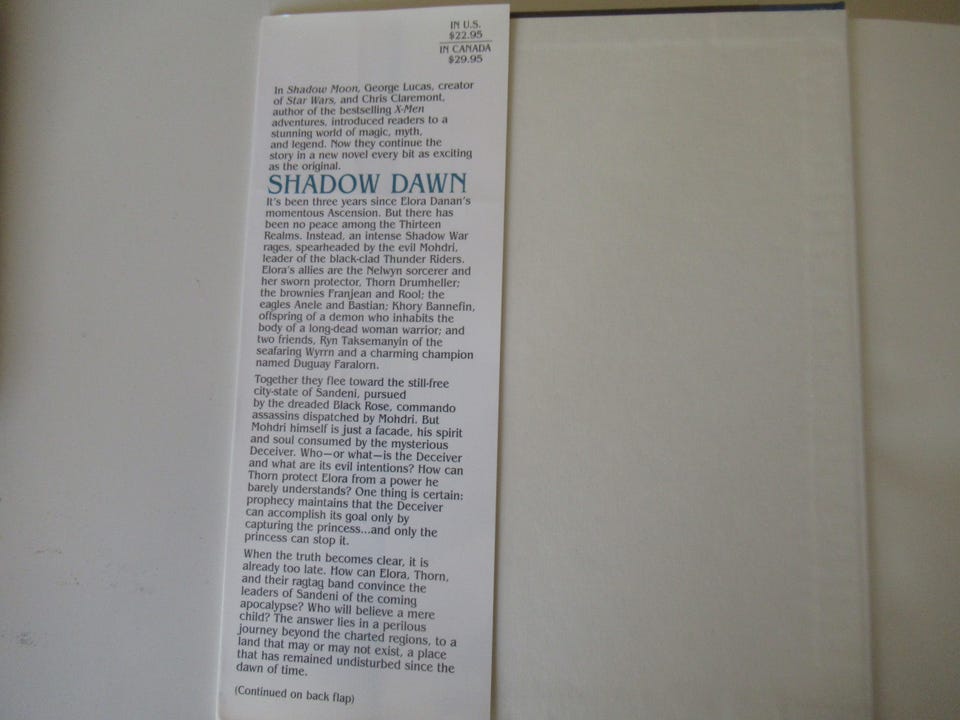 IN U.S.
$22.95
IN CANADA
$29.95
In Shadow Moon, George Lucas, creator
of Star Wars, and Chris Claremont,
author of the bestselling X-Men
adventures, introduced readers to a
stunning world of magic, myth,
and legend. Now they continue the
story in a new novel every bit as exciting
as the original.
SHADOW DAWN
It's been three years since Elora Danan's
momentous Ascension. But there has
been no peace among the Thirteen
Realms. Instead, an intense Shadow War
rages, spearheaded by the evil Mohdri,
leader of the black-clad Thunder Riders.
Elora's allies are the Nelwyn sorcerer and
her sworn protector, Thorn Drumheller;
the brownies Franjean and Rool; the
eagles Anele and Bastian; Khory Bannefin,
offspring of a demon who inhabits the
body of a long-dead woman warrior; and
two friends, Ryn Taksemanyin of the
seafaring Wyrrn and a charming champion
named Duguay Faralorn.
Together they flee toward the still-free
city-state of Sandeni, pursued
by the dreaded Black Rose, commando
assassins dispatched by Mohdri. But
Mohdri himself is just a facade, his spirit
and soul consumed by the mysterious
Deceiver. Who—or what—is the Deceiver
and what are its evil intentions? How can
Thorn protect Elora from a power he
barely understands? One thing is certain:
prophecy maintains that the Deceiver
can accomplish its goal only by
capturing the princess...and only the
princess can stop it.
When the truth becomes clear, it is
already too late. How can Elora, Thorn,
and their ragtag band convince the
leaders of Sandeni of the coming
apocalypse? Who will believe a mere
child? The answer lies in a perilous
journey beyond the charted regions, to a
land that may or may not exist, a place
that has remained undisturbed since the
dawn of time.
(Continued on back flap)